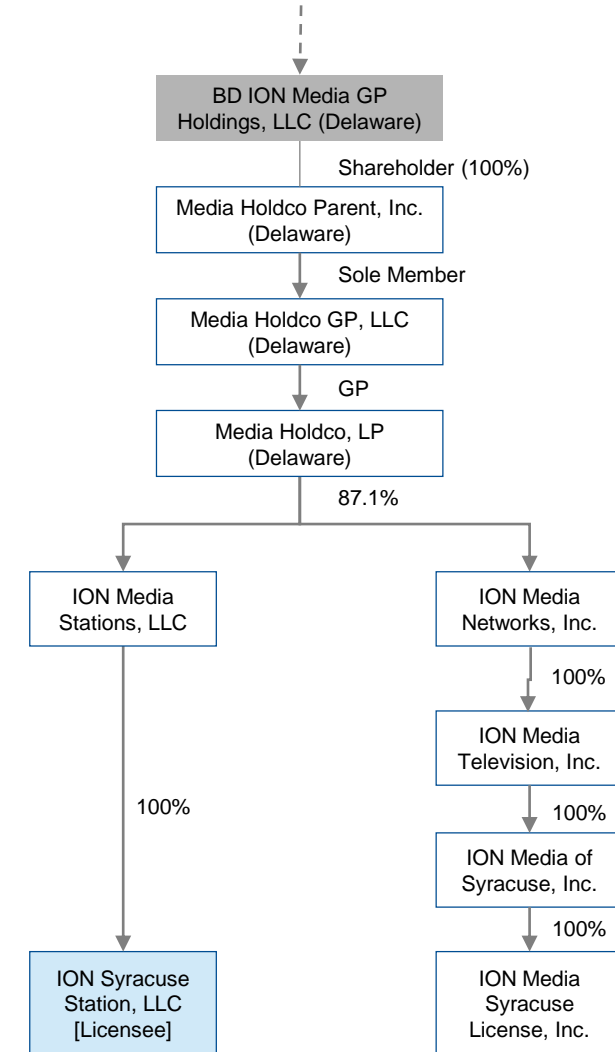 BD ION Media GP
Holdings, LLC (Delaware)
Shareholder (100%)
Media Holdco Parent, Inc.
(Delaware)
Sole Member
Media Holdco GP, LLC
(Delaware)
GP
Media Holdco, LP
(Delaware)
87.1%
ION Media
Stations, LLC
ION Media
Networks, Inc.
100%
ION Media
Television, Inc.
100%
100%
ION Media of
Syracuse, Inc.
100%
ION Syracuse
Station, LLC
[Licensee]
ION Media
Syracuse
License, Inc.